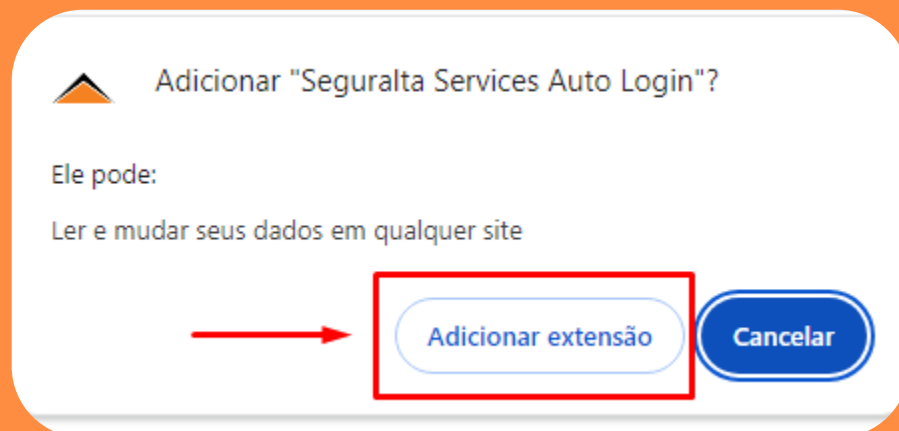 Adicionar "Seguralta Services Auto Login"?
Ele pode:
Ler e mudar seus dados em qualquer site
Adicionar extensão
Cancelar